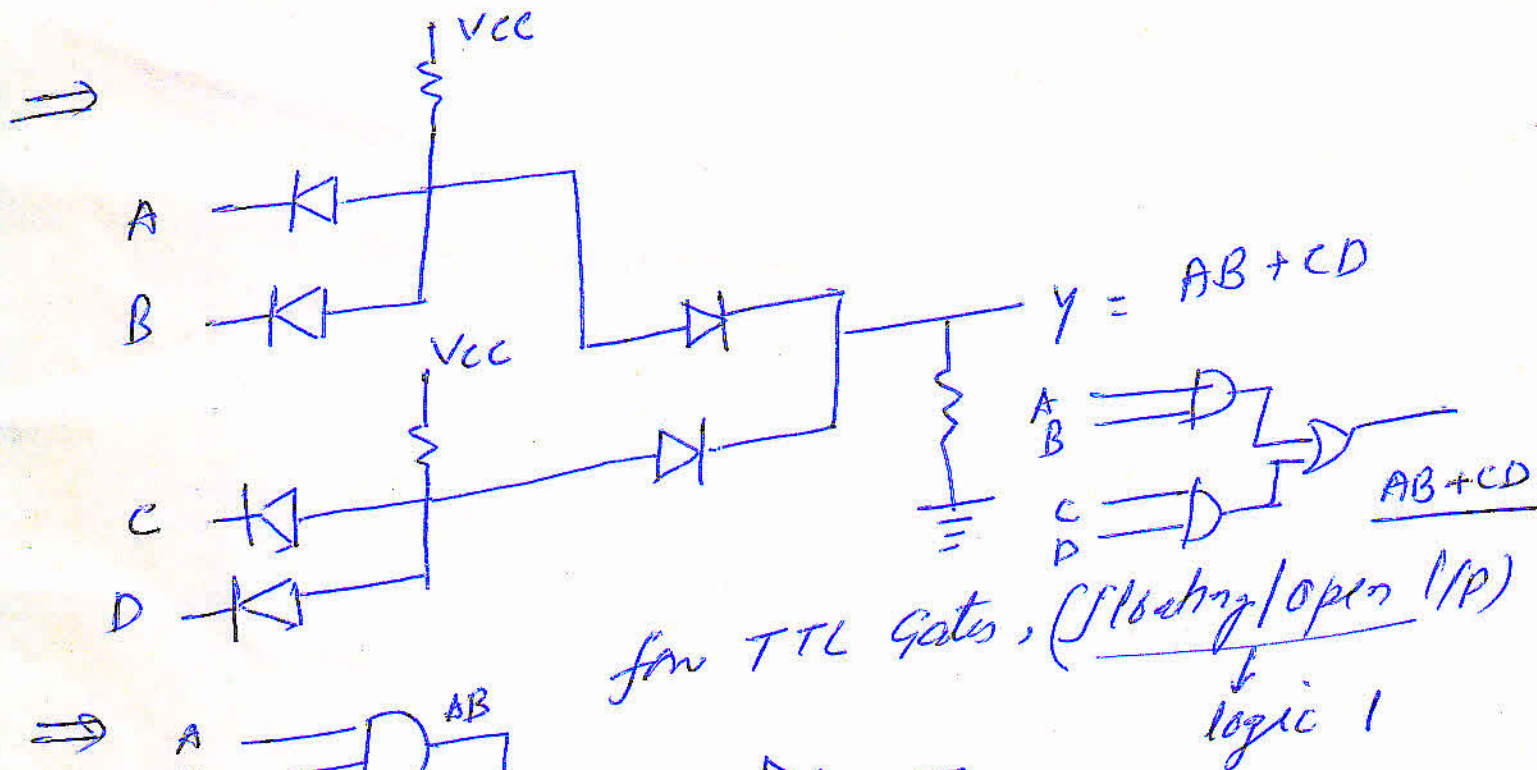 ⇒
VCC
A
B
Y = AB + CD
VCC
A
B
C
D
AB + CD
C
D
for TTL Gates, (floating/open I/P)
↓
logic 1
⇒ A
AB